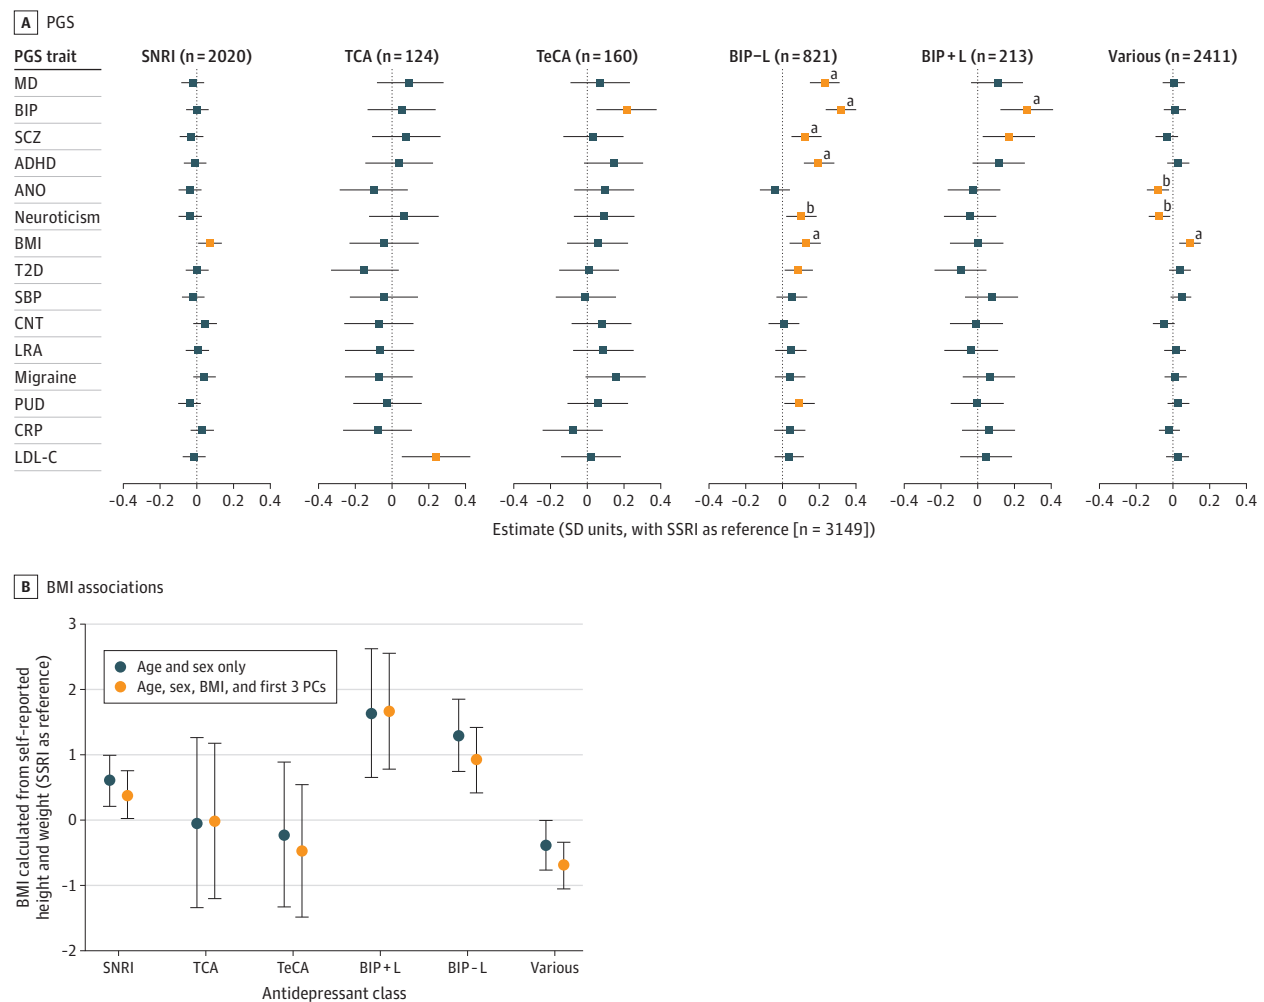 A PGS
PGS trait SNRI (n = 2020) TCA (n = 124) TeCA (n = 160) BIP–L (n = 821) BIP + L (n = 213) Various (n = 2411)
MD a
BIP a a
SCZ a
ADHD a
ANO b
Neuroticism b b
BMI a a
T2D
SBP
CNT
LRA
Migraine
PUD
CRP
LDL-C
-0.4 -0.2 0 0.2 0.4 -0.4 -0.2 0 0.2 0.4 -0.4 -0.2 0 0.2 0.4 -0.4 -0.2 0 0.2 0.4 -0.4 -0.2 0 0.2 0.4 -0.4 -0.2 0 0.2 0.4
Estimate (SD units, with SSRI as reference [n = 3149])
B BMI associations
BMI calculated from self-reported
height and weight (SSRI as reference)
3
2
1
0
-1
-2
Age and sex only
Age, sex, BMI, and first 3 PCs
SNRI TCA TeCA BIP + L BIP - L Various
Antidepressant class